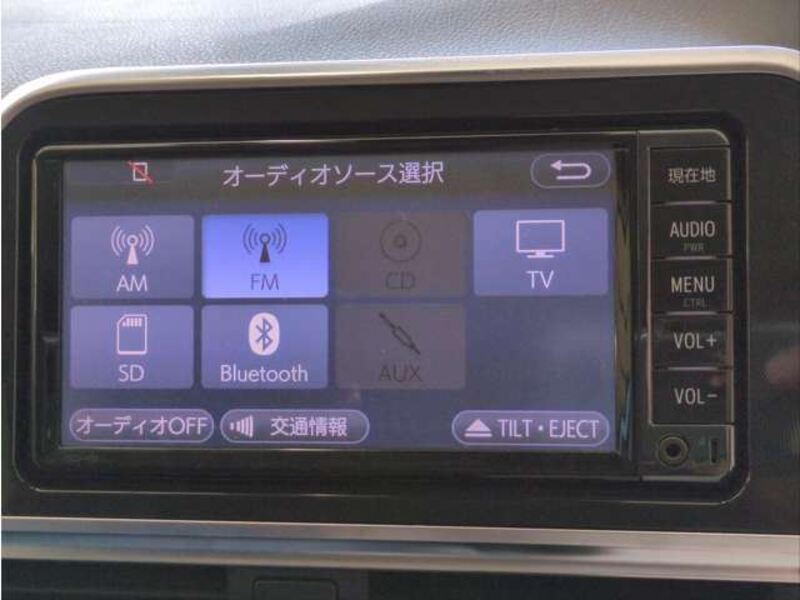 オーディオソース選択
AM
FM
CD
TV
SD
Bluetooth
AUX
オーディオOFF
交通情報
TILT・EJECT
現在地
AUDIO
PWR
MENU
CTRL
VOL+
VOL-